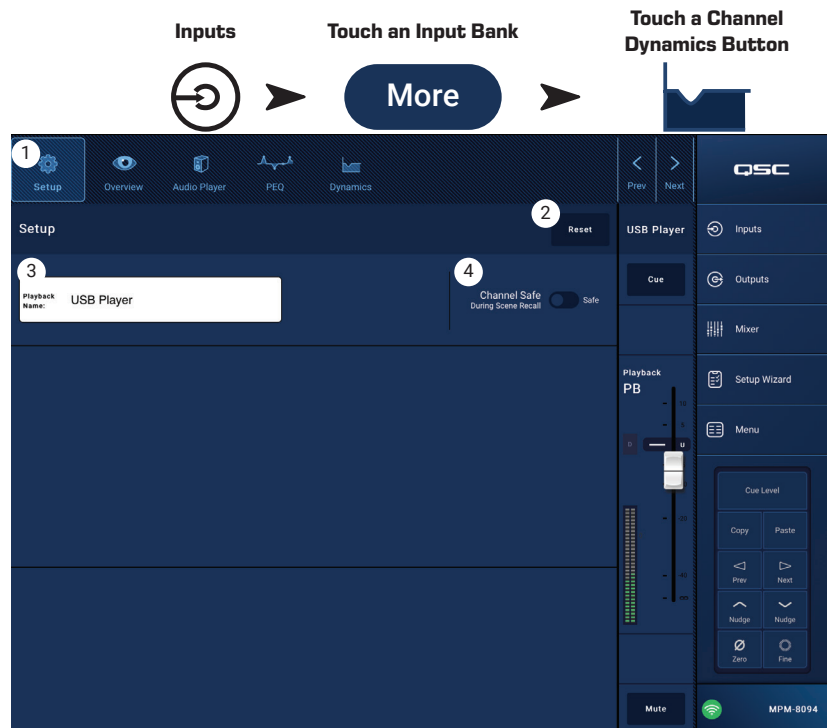 Inputs
Touch an Input Bank
Touch a Channel
Dynamics Button
More
1
Setup
Overview
Audio Player
PEQ
Dynamics
Prev
Next
QSC
Setup
2
Reset
USB Player
Inputs
3
Playback
Name:
USB Player
4
Channel Safe
During Scene Recall
Safe
Cue
Outputs
Mixer
Setup Wizard
Menu
Playback
PB
10
U
-40
Cue Level
Copy
Paste
Prev
Next
Nudge
Nudge
Zero
Fine
Mute
MPM-8094